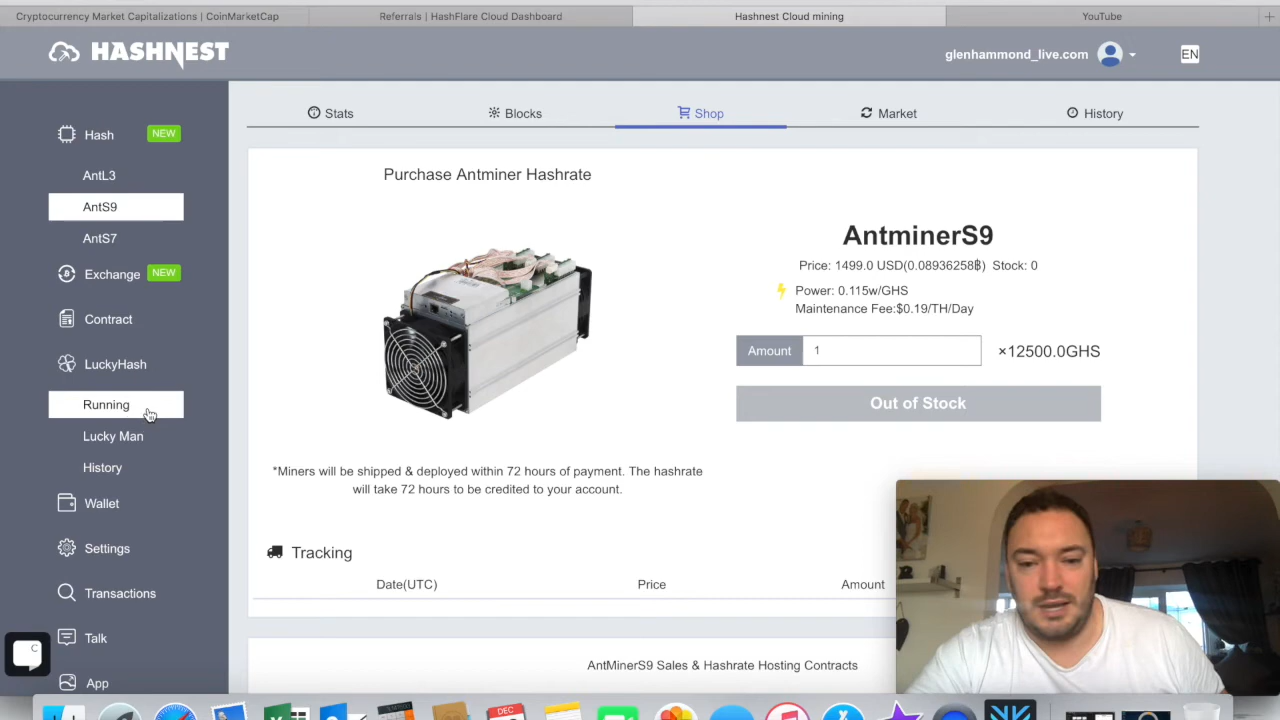 Cryptocurrency Market Capitalizations | CoinMarketCap
Referrals | HashFlare Cloud Dashboard
Hashnest Cloud mining
YouTube
HASHNEST
glenhammond_live.com
EN
Hash NEW
AntL3
AntS9
AntS7
Exchange NEW
Contract
LuckyHash
Running
Lucky Man
History
Wallet
Settings
Transactions
Talk
App
Stats
Blocks
Shop
Market
History
Purchase Antminer Hashrate
AntminerS9
Price: 1499.0 USD(0.08936258฿) Stock: 0
Power: 0.115w/GHS
Maintenance Fee:$0.19/TH/Day
Amount 1 ×12500.0GHS
Out of Stock
*Miners will be shipped & deployed within 72 hours of payment. The hashrate
will take 72 hours to be credited to your account.
Tracking
Date(UTC) Price Amount
AntMinerS9 Sales & Hashrate Hosting Contracts
C
DEC